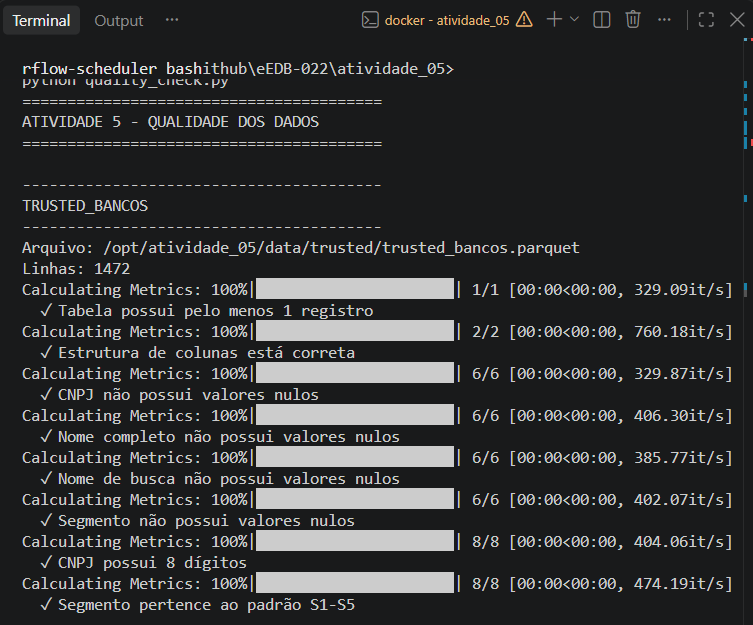 Terminal Output ... docker - atividade_05
rflow-scheduler bashithub\eEDB-022\atividade_05>
python quality_check.py
========================================
ATIVIDADE 5 - QUALIDADE DOS DADOS
========================================
----------------------------------------
TRUSTED_BANCOS
----------------------------------------
Arquivo: /opt/atividade_05/data/trusted/trusted_bancos.parquet
Linhas: 1472
Calculating Metrics: 100%|██████████| 1/1 [00:00<00:00, 329.09it/s]
✓ Tabela possui pelo menos 1 registro
Calculating Metrics: 100%|██████████| 2/2 [00:00<00:00, 760.18it/s]
✓ Estrutura de colunas está correta
Calculating Metrics: 100%|██████████| 6/6 [00:00<00:00, 329.87it/s]
✓ CNPJ não possui valores nulos
Calculating Metrics: 100%|██████████| 6/6 [00:00<00:00, 406.30it/s]
✓ Nome completo não possui valores nulos
Calculating Metrics: 100%|██████████| 6/6 [00:00<00:00, 385.77it/s]
✓ Nome de busca não possui valores nulos
Calculating Metrics: 100%|██████████| 6/6 [00:00<00:00, 402.07it/s]
✓ Segmento não possui valores nulos
Calculating Metrics: 100%|██████████| 8/8 [00:00<00:00, 404.06it/s]
✓ CNPJ possui 8 dígitos
Calculating Metrics: 100%|██████████| 8/8 [00:00<00:00, 474.19it/s]
✓ Segmento pertence ao padrão S1-S5